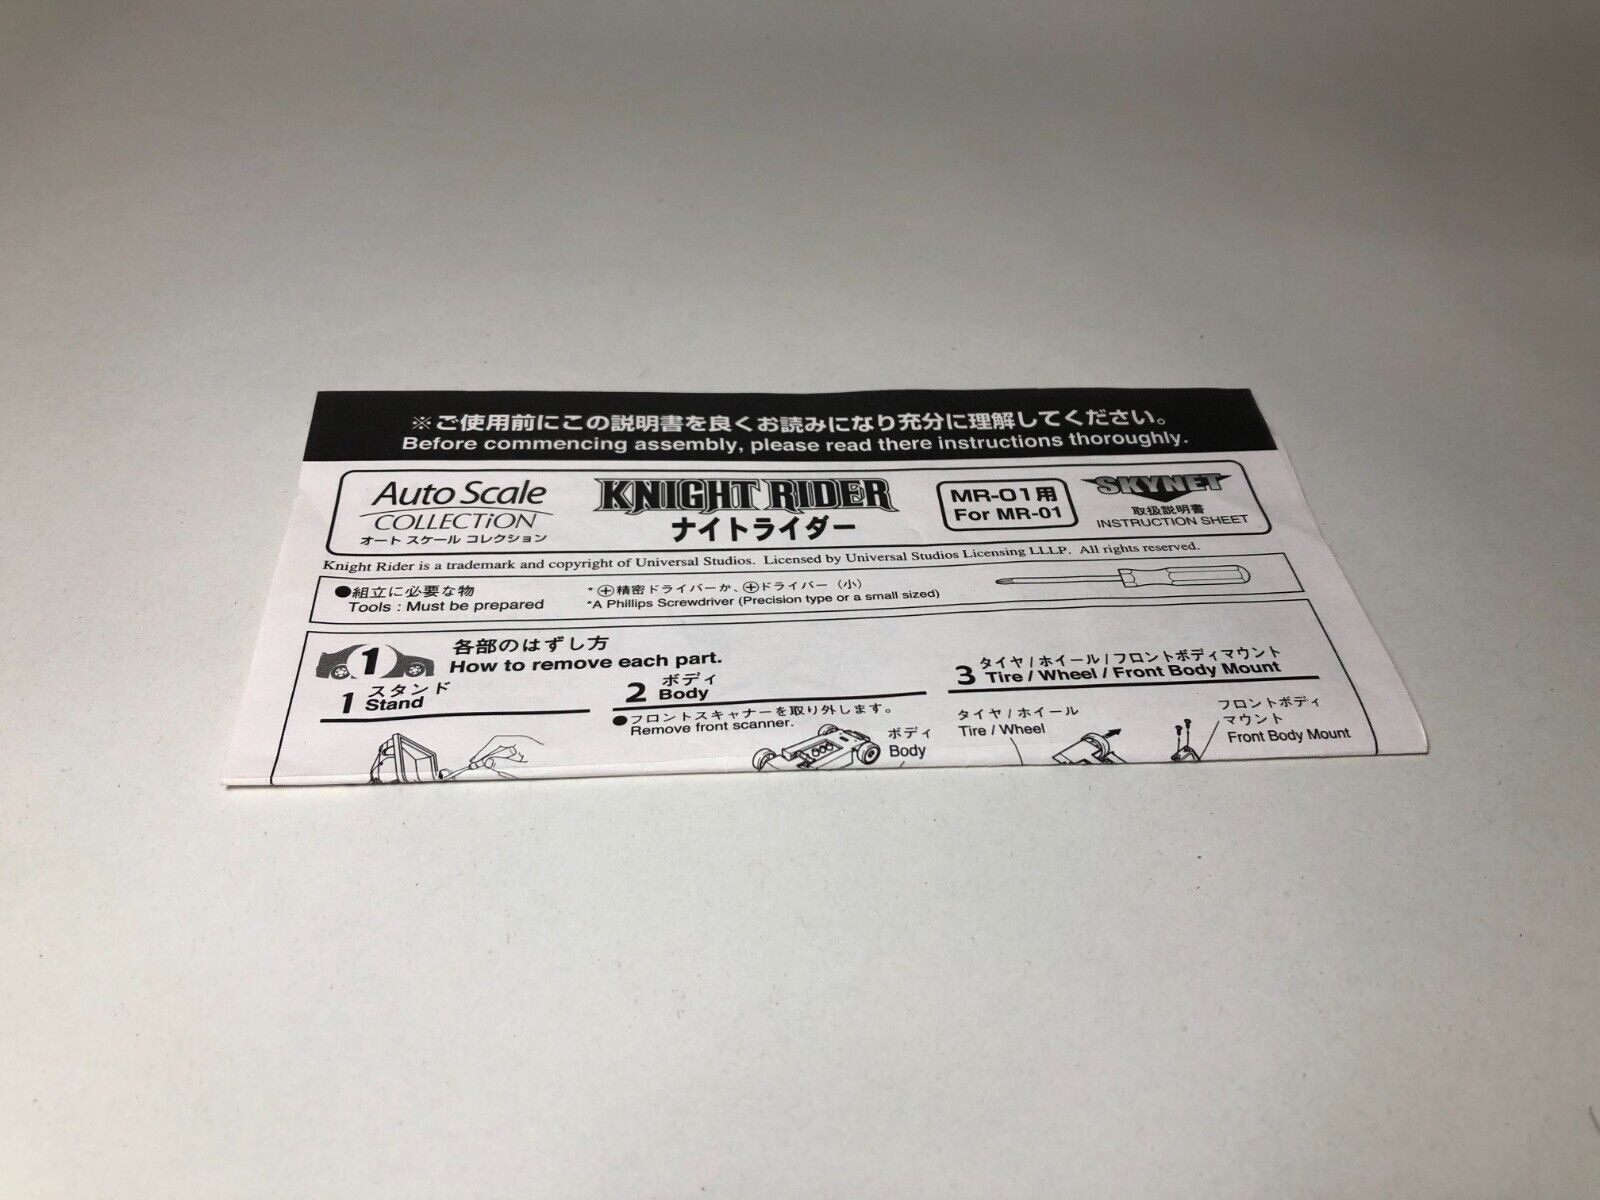 ※ご使用前にこの説明書を良くお読みになり充分に理解してください。
Before commencing assembly, please read there instructions thoroughly.
Auto Scale
COLLECTiON
オート スケール コレクション
KNIGHT RIDER
ナイトライダー
MR-01用
For MR-01
SKYNET
取扱説明書
INSTRUCTION SHEET
Knight Rider is a trademark and copyright of Universal Studios. Licensed by Universal Studios Licensing LLLP. All rights reserved.
●組立に必要な物
Tools : Must be prepared
*⊕精密ドライバーか、⊕ドライバー (小)
*A Phillips Screwdriver (Precision type or a small sized)
1
各部のはずし方
How to remove each part.
1 スタンド
Stand
2 ボディ
Body
●フロントスキャナーを取り外します。
Remove front scanner.
ボディ
Body
3 タイヤ/ホイール/フロントボディマウント
Tire / Wheel / Front Body Mount
タイヤ/ホイール
Tire / Wheel
フロントボディ
マウント
Front Body Mount